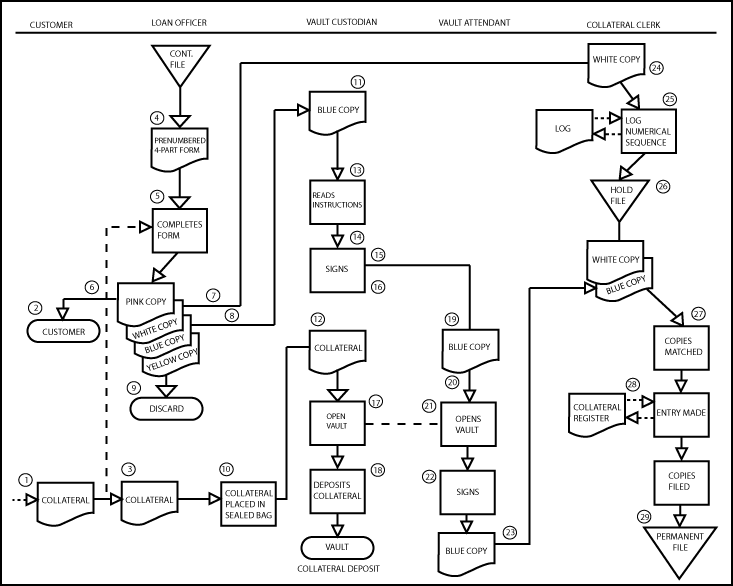 CUSTOMER
LOAN OFFICER
VAULT CUSTODIAN
VAULT ATTENDANT
COLLATERAL CLERK
CONT.
FILE
4
PRENUMBERED
4-PART FORM
5
COMPLETES
FORM
6
2
CUSTOMER
PINK COPY
WHITE COPY
BLUE COPY
YELLOW COPY
7
8
9
DISCARD
1
COLLATERAL
3
COLLATERAL
10
COLLATERAL
PLACED IN
SEALED BAG
11
BLUE COPY
13
READS
INSTRUCTIONS
14
SIGNS
15
16
12
COLLATERAL
17
OPEN
VAULT
18
DEPOSITS
COLLATERAL
VAULT
COLLATERAL DEPOSIT
19
BLUE COPY
20
21
OPENS
VAULT
22
SIGNS
23
BLUE COPY
WHITE COPY
24
25
LOG
LOG
NUMERICAL
SEQUENCE
HOLD
FILE
26
WHITE COPY
BLUE COPY
27
COPIES
MATCHED
28
COLLATERAL
REGISTER
ENTRY MADE
COPIES
FILED
29
PERMANENT
FILE